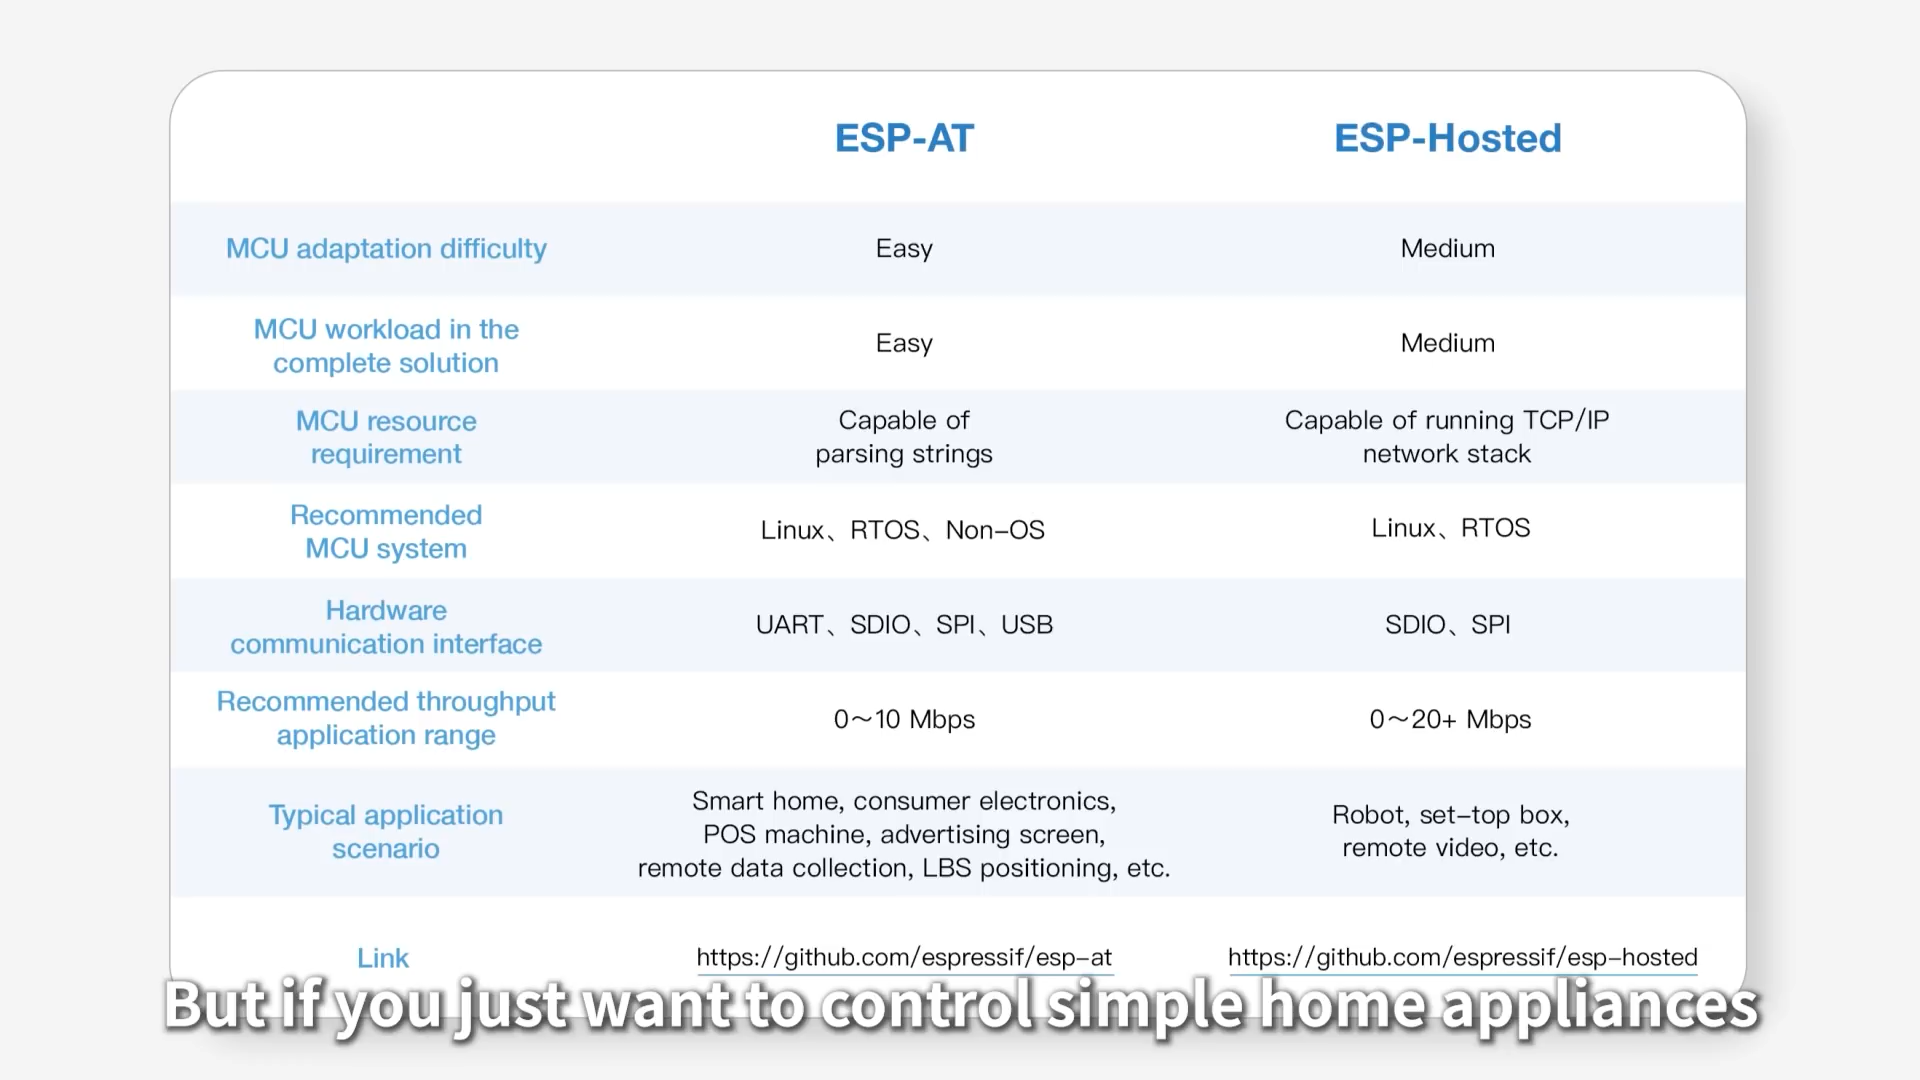 ESP-AT
ESP-Hosted
MCU adaptation difficulty
Easy
Medium
MCU workload in the
complete solution
Easy
Medium
MCU resource
requirement
Capable of
parsing strings
Capable of running TCP/IP
network stack
Recommended
MCU system
Linux、RTOS、Non-OS
Linux、RTOS
Hardware
communication interface
UART、SDIO、SPI、USB
SDIO、SPI
Recommended throughput
application range
0～10 Mbps
0～20+ Mbps
Typical application
scenario
Smart home, consumer electronics,
POS machine, advertising screen,
remote data collection, LBS positioning, etc.
Robot, set-top box,
remote video, etc.
Link
https://github.com/espressif/esp-at
https://github.com/espressif/esp-hosted
But if you just want to control simple home appliances